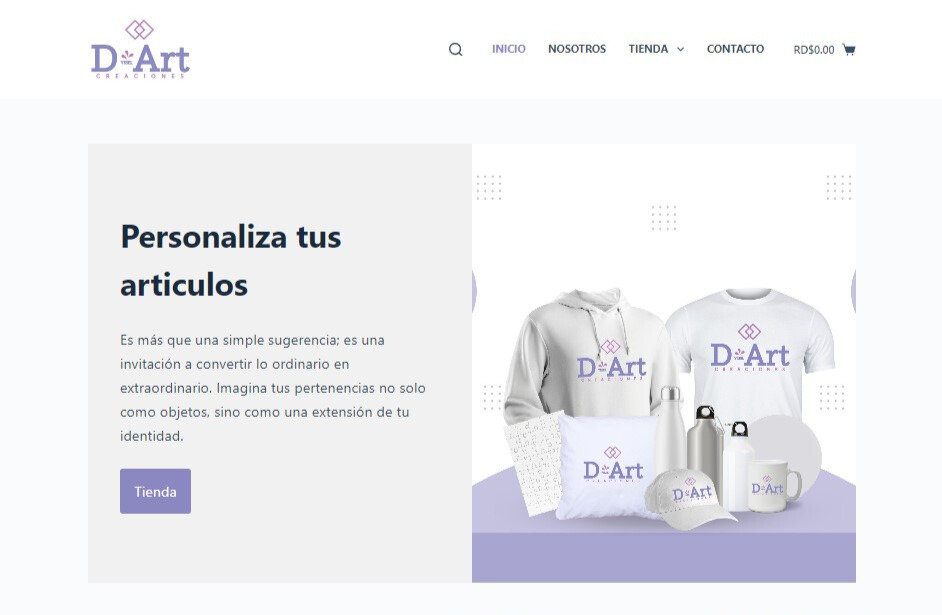 D Art
CREACIONES
INICIO
NOSOTROS
TIENDA
CONTACTO
RD$0.00
Personaliza tus
articulos
Es más que una simple sugerencia; es una
invitación a convertir lo ordinario en
extraordinario. Imagina tus pertenencias no solo
como objetos, sino como una extensión de tu
identidad.
Tienda
D Art
CREACIONES
D Art
CREACIONES
D Art
D Art
D Art